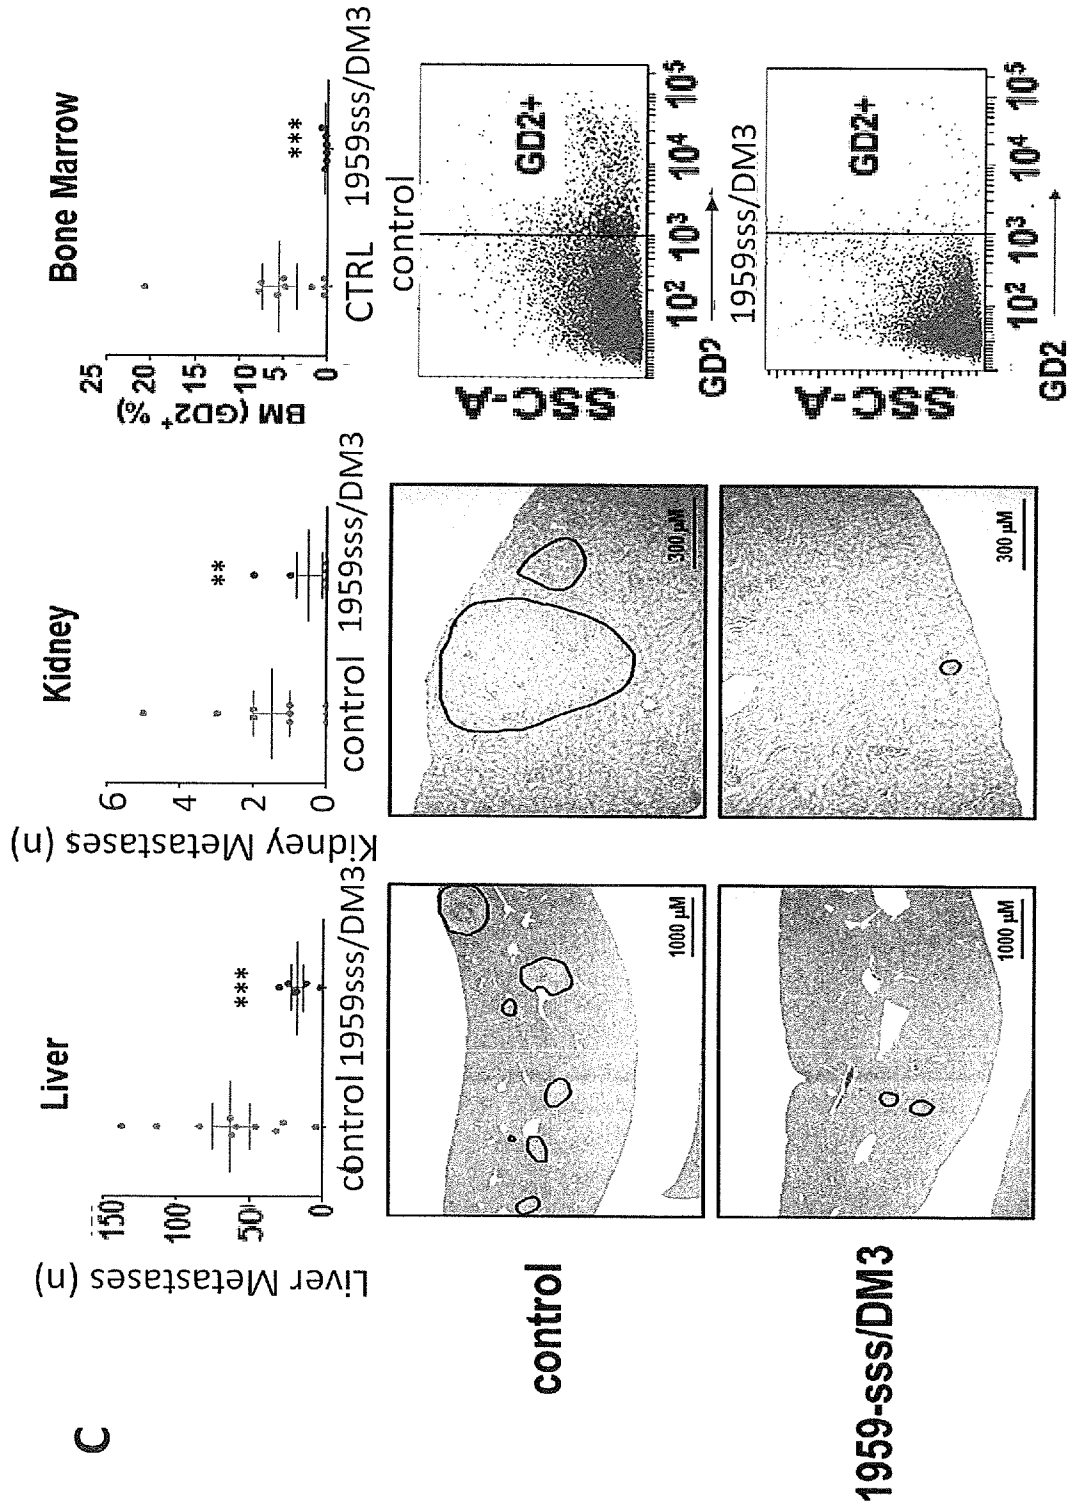 C
Liver
Liver Metastases (n)
150
100
50
0
***
control 1959sss/DM3
Kidney
Kidney Metastases (n)
6
4
2
0
**
control 1959sss/DM3
Bone Marrow
BM (GD2+ %)
25
20
15
10
5
0
***
CTRL 1959sss/DM3
control
1000 µM
300 µM
control
SSC-A
GD2+
10² 10³ 10⁴ 10⁵
GD2
1959-sss/DM3
1000 µM
300 µM
1959sss/DM3
SSC-A
GD2+
10² 10³ 10⁴ 10⁵
GD2